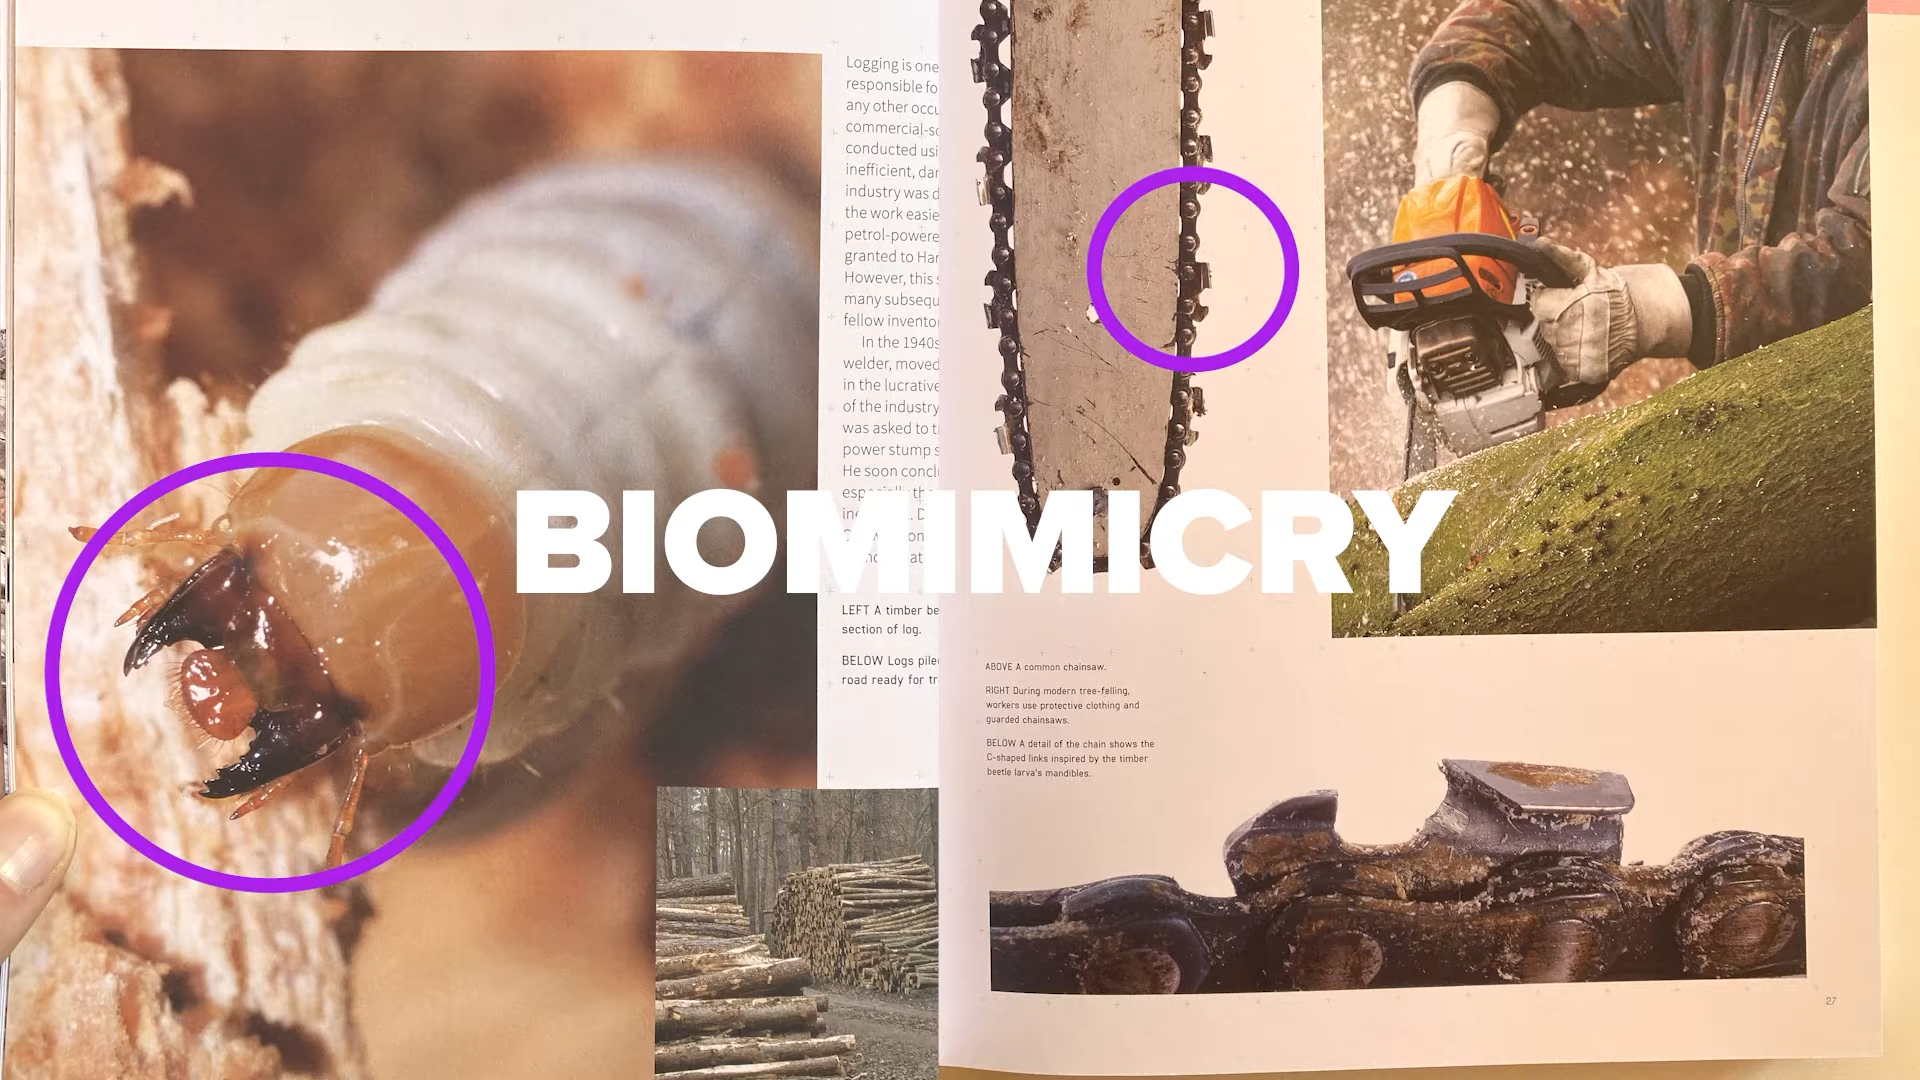 Logging is one
responsible fo
any other occu
commercial-sc
conducted usi
inefficient, dan
industry was d
the work easie
petrol-powere
granted to Har
However, this s
many subsequ
fellow inventor
In the 1940s
welder, moved
in the lucrative
of the industry
was asked to t
power stump s
He soon concl
especially the
BIOMIMICRY
LEFT A timber be
section of log.
BELOW Logs pile
road ready for tr
ABOVE A common chainsaw.
RIGHT During modern tree-felling,
workers use protective clothing and
guarded chainsaws.
BELOW A detail of the chain shows the
C-shaped links inspired by the timber
beetle larva's mandibles.
27